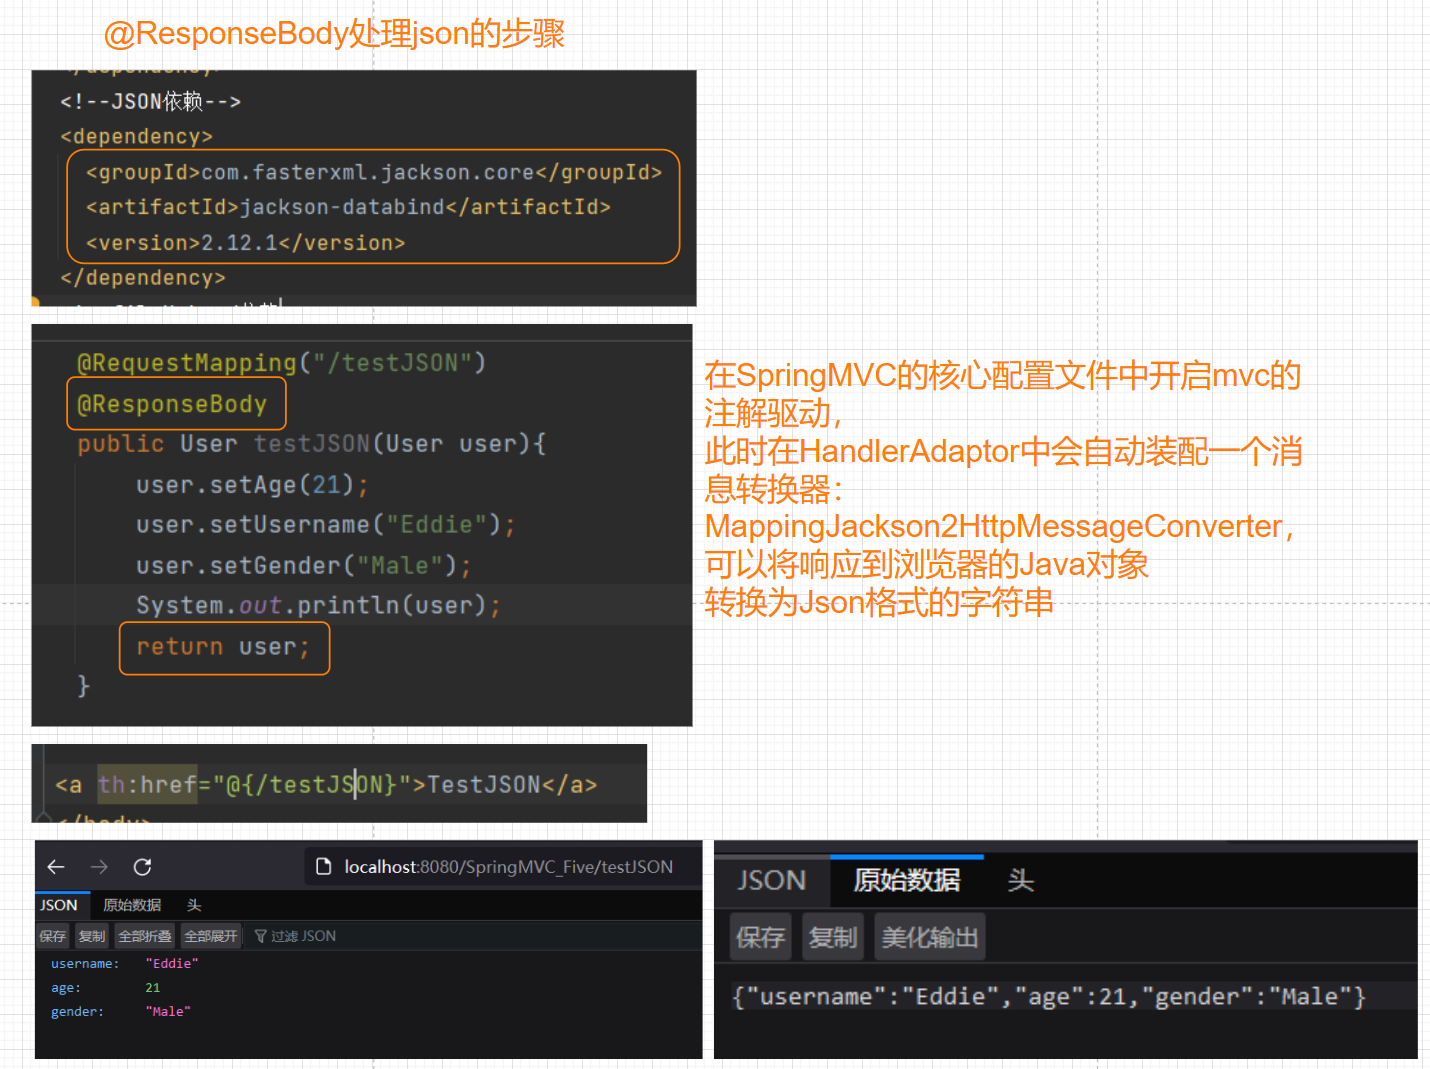 @ResponseBody处理json的步骤
</dependency>
<!--JSON依赖-->
<dependency>
<groupId>com.fasterxml.jackson.core</groupId>
<artifactId>jackson-databind</artifactId>
<version>2.12.1</version>
</dependency>
@RequestMapping("/testJSON")
@ResponseBody
public User testJSON(User user){
user.setAge(21);
user.setUsername("Eddie");
user.setGender("Male");
System.out.println(user);
return user;
}
在SpringMVC的核心配置文件中开启mvc的
注解驱动,
此时在HandlerAdaptor中会自动装配一个消
息转换器：
MappingJackson2HttpMessageConverter,
可以将响应到浏览器的Java对象
转换为Json格式的字符串
<a th:href="@{/testJSON}">TestJSON</a>
</body>
localhost:8080/SpringMVC_Five/testJSON
JSON 原始数据 头
保存 复制 全部折叠 全部展开 过滤 JSON
username: "Eddie"
age: 21
gender: "Male"
JSON 原始数据 头
保存 复制 美化输出
{"username":"Eddie","age":21,"gender":"Male"}